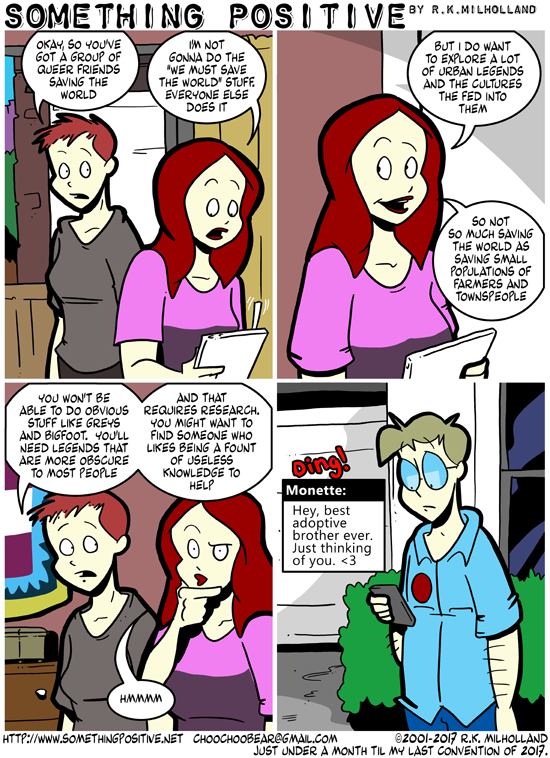 SOMETHING POSITIVE BY R.K.MILHOLLAND
OKAY, SO YOU'VE
GOT A GROUP OF
QUEER FRIENDS
SAVING THE
WORLD
I'M NOT
GONNA DO THE
"WE MUST SAVE
THE WORLD" STUFF.
EVERYONE ELSE
DOES IT
BUT I DO WANT
TO EXPLORE A LOT
OF URBAN LEGENDS
AND THE CULTURES
THE FED INTO
THEM
SO NOT
SO MUCH SAVING
THE WORLD AS
SAVING SMALL
POPULATIONS OF
FARMERS AND
TOWNSPEOPLE
YOU WON'T BE
ABLE TO DO OBVIOUS
STUFF LIKE GREYS
AND BIGFOOT. YOU'LL
NEED LEGENDS THAT
ARE MORE OBSCURE
TO MOST PEOPLE
AND THAT
REQUIRES RESEARCH.
YOU MIGHT WANT TO
FIND SOMEONE WHO
LIKES BEING A FOUNT
OF USELESS
KNOWLEDGE TO
HELP
HMMMM
Ding!
Monette:
Hey, best
adoptive
brother ever.
Just thinking
of you. <3
HTTP://WWW.SOMETHINGPOSITIVE.NET CHOOCHOOBEAR@GMAIL.COM ©2001-2017 R.K. MILHOLLAND
JUST UNDER A MONTH TIL MY LAST CONVENTION OF 2017.